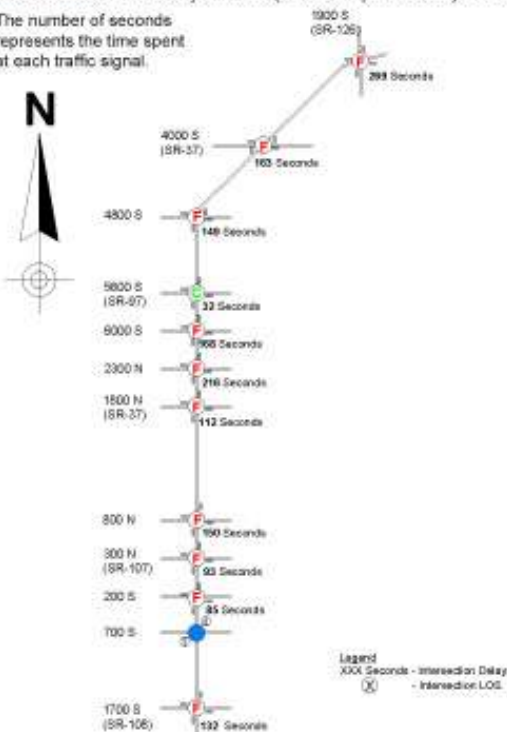 The number of seconds
represents the time spent
at each traffic signal.
1900 S
(SR-126)
F
299 Seconds
N
4000 S
(SR-37)
F
163 Seconds
4800 S
F
149 Seconds
5600 S
(SR-97)
C
32 Seconds
6000 S
F
168 Seconds
2300 N
F
216 Seconds
1800 N
(SR-37)
F
112 Seconds
800 N
F
150 Seconds
300 N
(SR-107)
F
93 Seconds
200 S
F
85 Seconds
700 S
Legend
XXX Seconds - Intersection Delay
X - Intersection LOS
1700 S
(SR-108)
F
132 Seconds